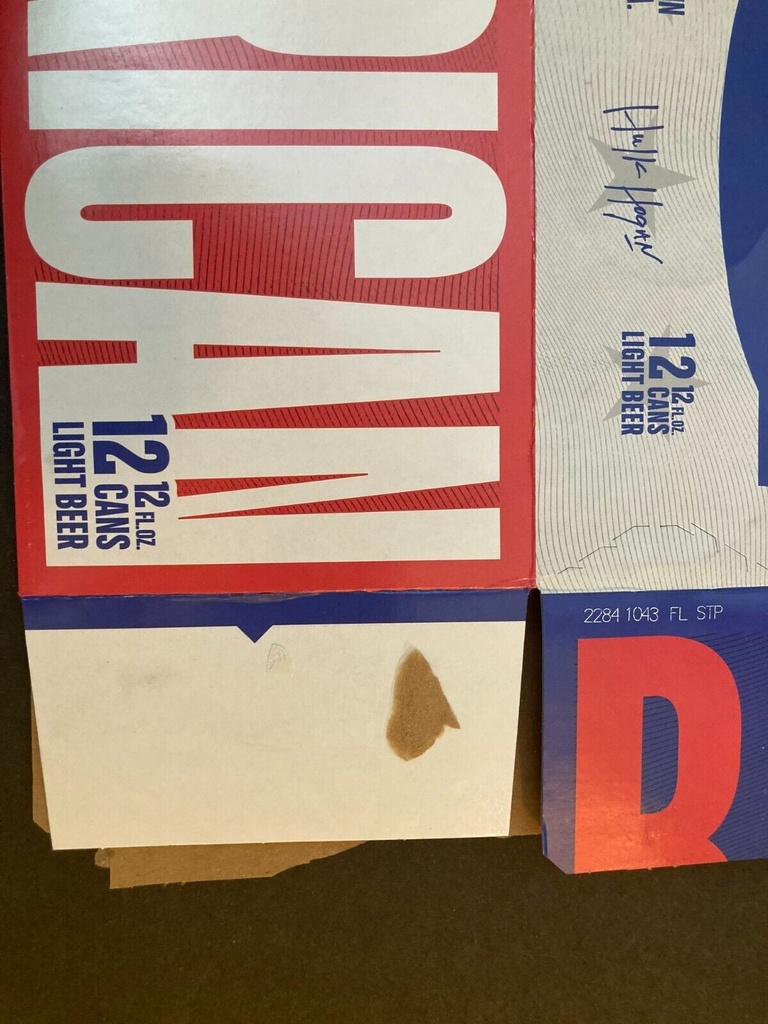 RICAN
12 12 FL.OZ.
CANS
LIGHT BEER
Hulk Hogan
12 12 FL.OZ.
CANS
LIGHT BEER
2284 1043 FL STP